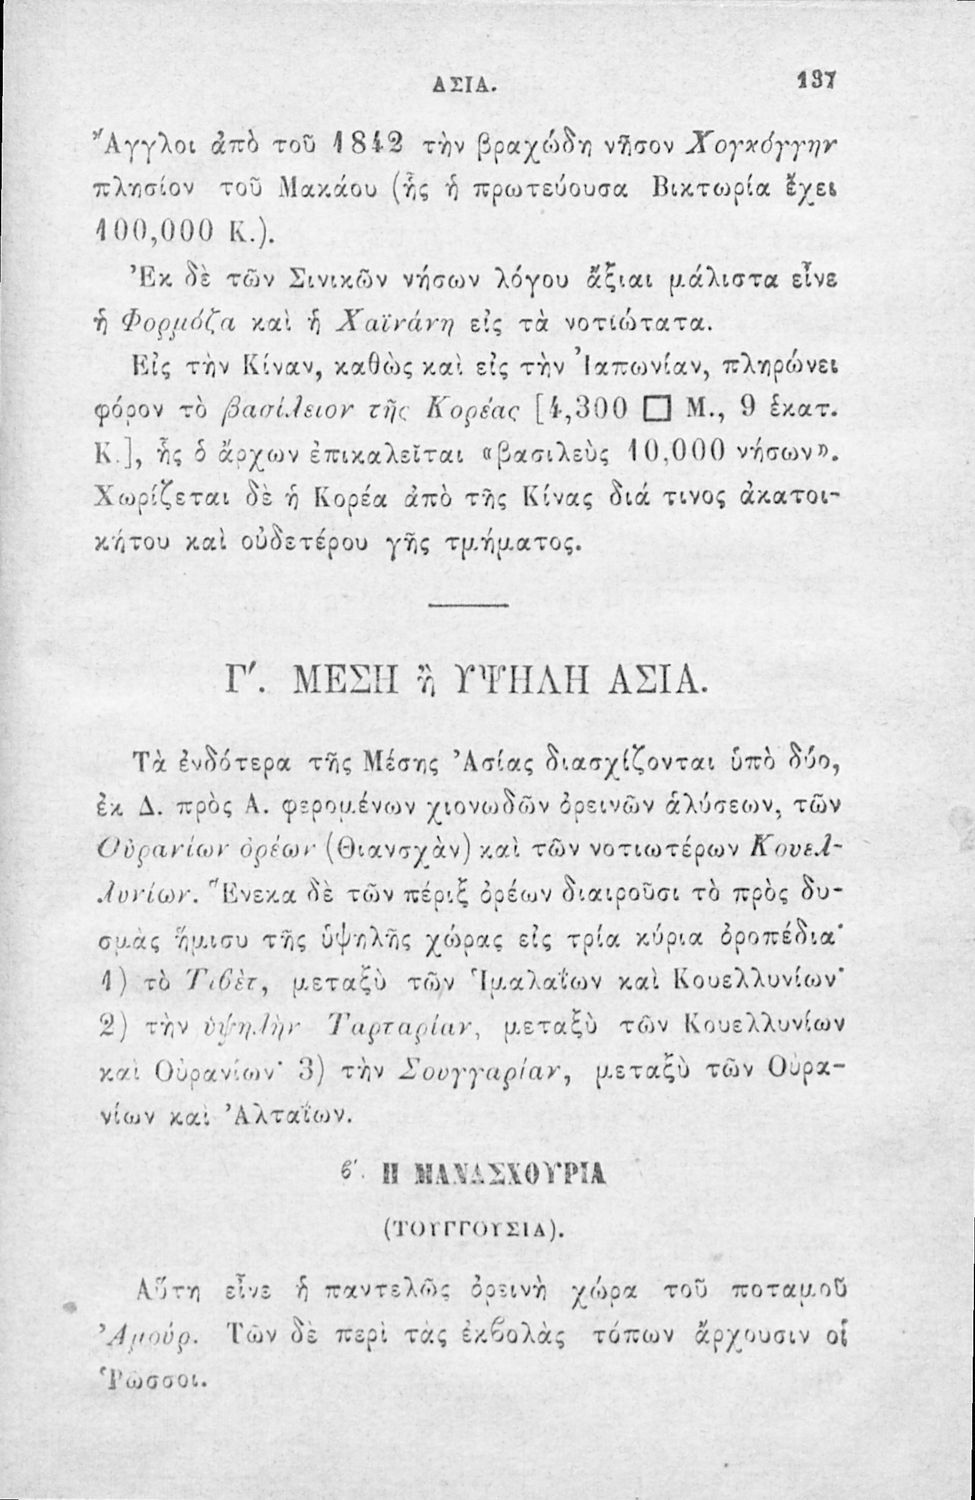 ΑΣΙΑ. 137
Ἄγγλοι ἀπὸ τοῦ 1842 τὴν βραχώδη νῆσον Χογκόγγην
πλησίον τοῦ Μακάου (ἧς ἡ πρωτεύουσα Βικτωρία ἔχει
100,000 Κ.).
Ἐκ δὲ τῶν Σινικῶν νήσων λόγου ἄξιαι μάλιστα εἶνε
ἡ Φορμόζα καὶ ἡ Χαϊνάνη εἰς τὰ νοτιώτατα.
Εἰς τὴν Κίναν, καθὼς καὶ εἰς τὴν Ἰαπωνίαν, πληρώνει
φόρον τὸ βασίλειον τῆς Κορέας [4,300 □ Μ., 9 ἑκατ.
Κ.], ἧς ὁ ἄρχων ἐπικαλεῖται «βασιλεὺς 10,000 νήσων».
Χωρίζεται δὲ ἡ Κορέα ἀπὸ τῆς Κίνας διά τινος ἀκατοι-
κήτου καὶ οὐδετέρου γῆς τμήματος.
Γ′. ΜΕΣΗ ἢ ΥΨΗΛΗ ΑΣΙΑ.
Τὰ ἐνδότερα τῆς Μέσης Ἀσίας διασχίζονται ὑπὸ δύο,
ἐκ Δ. πρὸς Α. φερομένων χιονωδῶν ὀρεινῶν ἁλύσεων, τῶν
Οὐρανίων ὀρέων (Θιανσχὰν) καὶ τῶν νοτιωτέρων Κουελ-
λυνίων. Ἕνεκα δὲ τῶν πέριξ ὀρέων διαιροῦσι τὸ πρὸς δυ-
σμὰς ἥμισυ τῆς ὑψηλῆς χώρας εἰς τρία κύρια ὀροπέδια·
1) τὸ Τιβὲτ, μεταξὺ τῶν Ἱμαλαΐων καὶ Κουελλυνίων·
2) τὴν ὑψηλὴν Ταρταρίαν, μεταξὺ τῶν Κουελλυνίων
καὶ Οὐρανίων· 3) τὴν Σουγγαρίαν, μεταξὺ τῶν Οὐρα-
νίων καὶ Ἀλταΐων.
ϐ′. Η ΜΑΝΔΣΧΟΥΡΙΑ
(ΤΟΥΓΓΟΥΣΙΑ).
Αὕτη εἶνε ἡ παντελῶς ὀρεινὴ χώρα τοῦ ποταμοῦ
Ἀμούρ. Τῶν δὲ περὶ τὰς ἐκβολὰς τόπων ἄρχουσιν οἱ
Ῥῶσσοι.